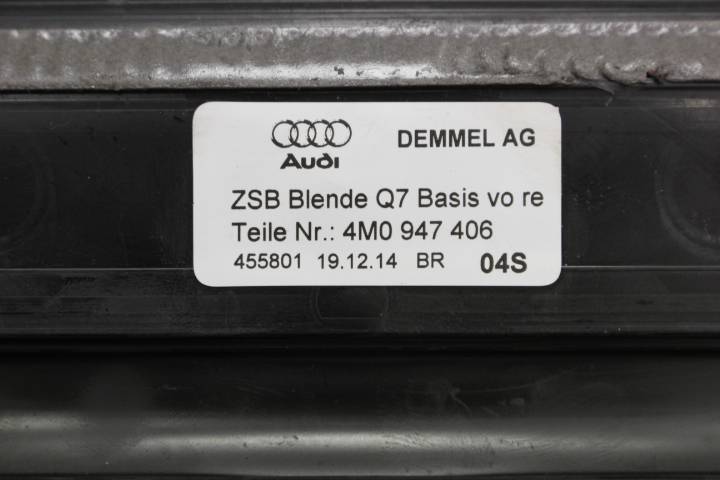 DEMMEL AG
Audi
ZSB Blende Q7 Basis vo re
Teile Nr.: 4M0 947 406
455801 19.12.14 BR 04S